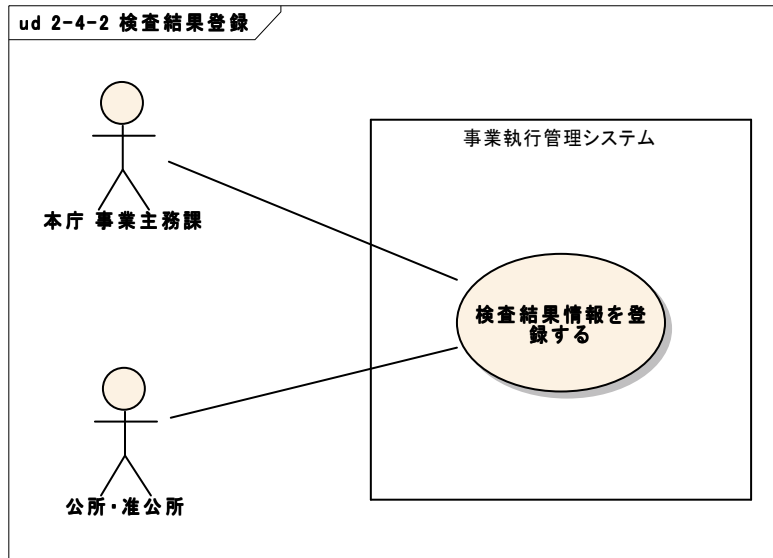 ud 2-4-2 検査結果登録
事業執行管理システム
本庁 事業主務課
検査結果情報を登
録する
公所・准公所